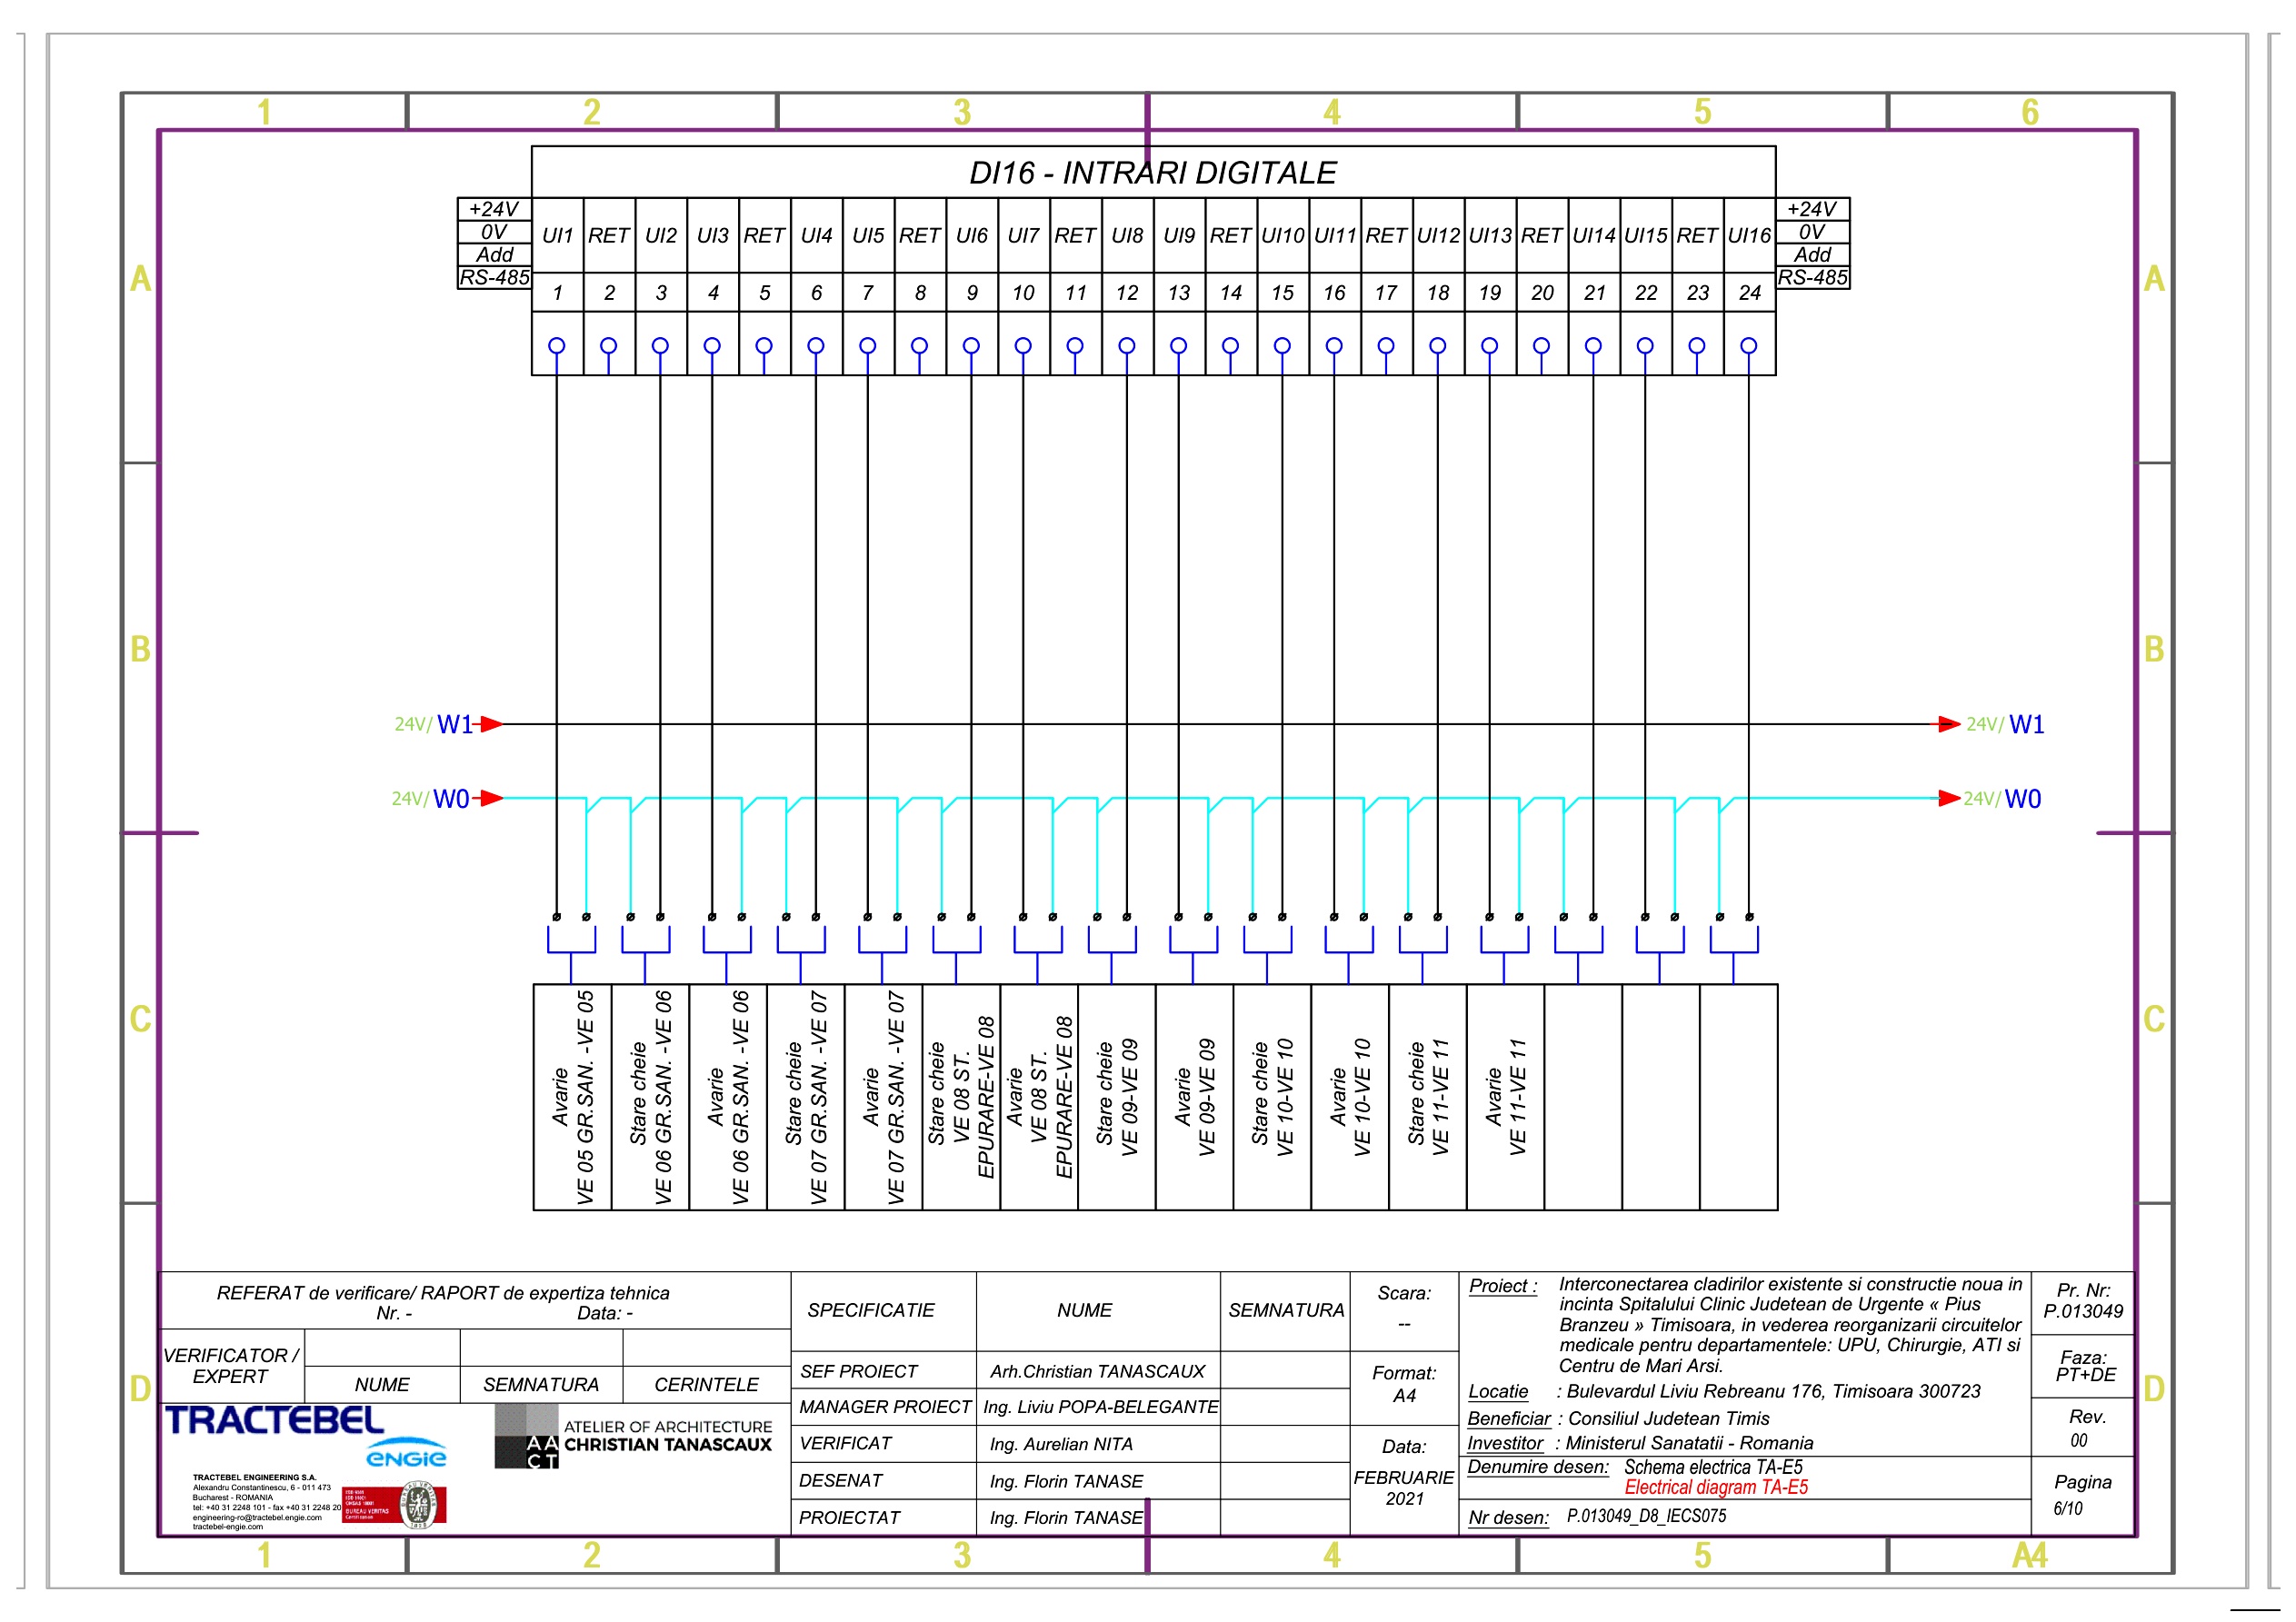 1 2 3 4 5 6
DI16 - INTRARI DIGITALE
+24V
0V
Add
RS-485
UI1 RET UI2 UI3 RET UI4 UI5 RET UI6 UI7 RET UI8 UI9 RET UI10 UI11 RET UI12 UI13 RET UI14 UI15 RET UI16
1 2 3 4 5 6 7 8 9 10 11 12 13 14 15 16 17 18 19 20 21 22 23 24
+24V
0V
Add
RS-485
A A
B B
24V/ W1 24V/ W1
24V/ W0 24V/ W0
C C
Avarie
VE 05 GR.SAN. -VE 05
Stare cheie
VE 06 GR.SAN. -VE 06
Avarie
VE 06 GR.SAN. -VE 06
Stare cheie
VE 07 GR.SAN. -VE 07
Avarie
VE 07 GR.SAN. -VE 07
Stare cheie
VE 08 ST.
EPURARE-VE 08
Avarie
VE 08 ST.
EPURARE-VE 08
Stare cheie
VE 09-VE 09
Avarie
VE 09-VE 09
Stare cheie
VE 10-VE 10
Avarie
VE 10-VE 10
Stare cheie
VE 11-VE 11
Avarie
VE 11-VE 11
D D
REFERAT de verificare/ RAPORT de expertiza tehnica
Nr. - Data: -
VERIFICATOR /
EXPERT
NUME SEMNATURA CERINTELE
TRACTEBEL
ENGIE
AACT
ATELIER OF ARCHITECTURE
CHRISTIAN TANASCAUX
TRACTEBEL ENGINEERING S.A.
Alexandru Constantinescu, 6 - 011 473
Bucharest - ROMANIA
tel: +40 31 2248 101 - fax +40 31 2248 20
engineering-ro@tractebel.engie.com
tractebel-engie.com
BUREAU VERITAS
Certification
SPECIFICATIE NUME SEMNATURA
SEF PROIECT Arh.Christian TANASCAUX
MANAGER PROIECT Ing. Liviu POPA-BELEGANTE
VERIFICAT Ing. Aurelian NITA
DESENAT Ing. Florin TANASE
PROIECTAT Ing. Florin TANASE
Scara:
--
Format:
A4
Data:
FEBRUARIE
2021
Proiect : Interconectarea cladirilor existente si constructie noua in
incinta Spitalului Clinic Judetean de Urgente « Pius
Branzeu » Timisoara, in vederea reorganizarii circuitelor
medicale pentru departamentele: UPU, Chirurgie, ATI si
Centru de Mari Arsi.
Locatie : Bulevardul Liviu Rebreanu 176, Timisoara 300723
Beneficiar : Consiliul Judetean Timis
Investitor : Ministerul Sanatatii - Romania
Denumire desen: Schema electrica TA-E5
Electrical diagram TA-E5
Nr desen: P.013049_D8_IECS075
Pr. Nr:
P.013049
Faza:
PT+DE
Rev.
00
Pagina
6/10
1 2 3 4 5 A4